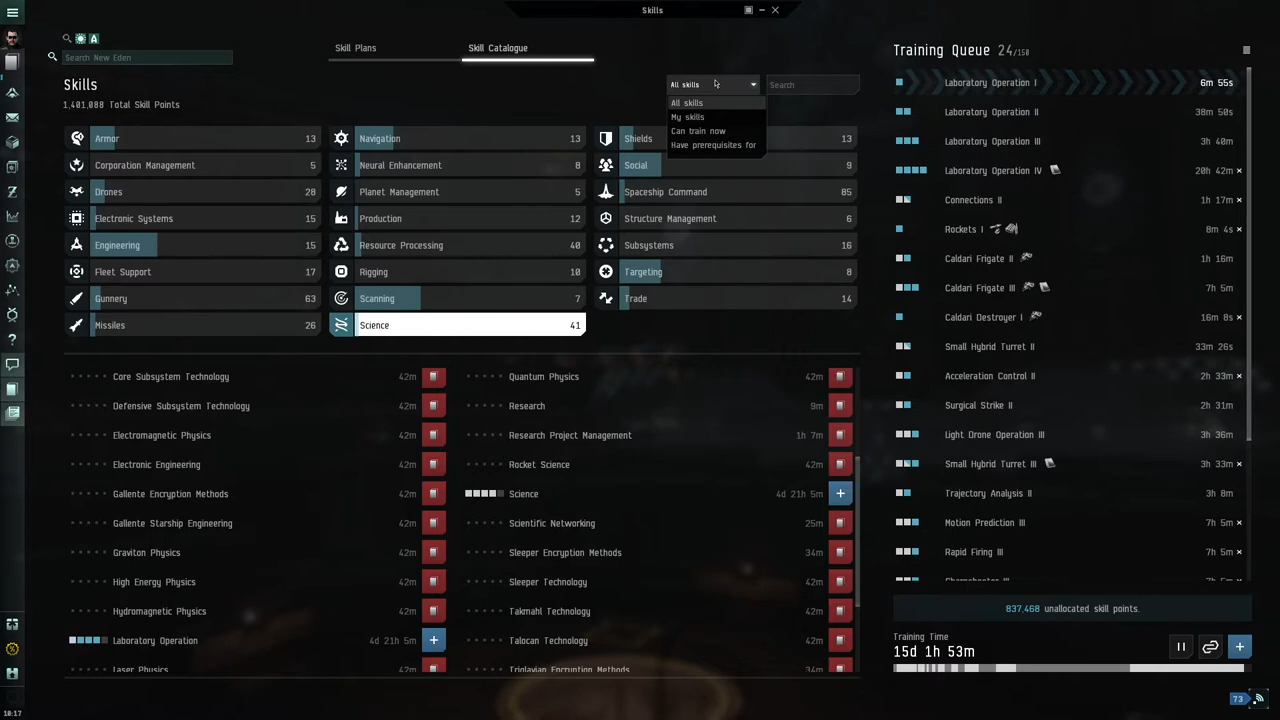 Skills
Search New Eden
Skill Plans
Skill Catalogue
Skills
1,401,088 Total Skill Points
All skills
Search
All skills
My skills
Can train now
Have prerequisites for
Armor 13
Navigation 13
Shields 13
Corporation Management 5
Neural Enhancement 8
Social 9
Drones 28
Planet Management 5
Spaceship Command 85
Electronic Systems 15
Production 12
Structure Management 6
Engineering 15
Resource Processing 40
Subsystems 16
Fleet Support 17
Rigging 10
Targeting 8
Gunnery 63
Scanning 7
Trade 14
Missiles 26
Science 41
Core Subsystem Technology 42m
Quantum Physics 42m
Defensive Subsystem Technology 42m
Research 9m
Electromagnetic Physics 42m
Research Project Management 1h 7m
Electronic Engineering 42m
Rocket Science 42m
Gallente Encryption Methods 42m
Science 4d 21h 5m
Gallente Starship Engineering 42m
Scientific Networking 25m
Graviton Physics 42m
Sleeper Encryption Methods 34m
High Energy Physics 42m
Sleeper Technology 42m
Hydromagnetic Physics 42m
Takmahl Technology 42m
Laboratory Operation 4d 21h 5m
Talocan Technology 42m
Laser Physics 42m
Triglavian Encryption Methods 34m
Training Queue 24/150
Laboratory Operation I 6m 55s
Laboratory Operation II 38m 50s
Laboratory Operation III 3h 40m
Laboratory Operation IV 20h 42m
Connections II 1h 17m
Rockets I 8m 4s
Caldari Frigate II 1h 16m
Caldari Frigate III 7h 5m
Caldari Destroyer I 16m 8s
Small Hybrid Turret II 33m 26s
Acceleration Control II 2h 33m
Surgical Strike II 2h 31m
Light Drone Operation III 3h 36m
Small Hybrid Turret III 3h 33m
Trajectory Analysis II 3h 8m
Motion Prediction III 7h 5m
Rapid Firing III 7h 5m
Sharpshooter III 7h 5m
837,468 unallocated skill points.
Training Time
15d 1h 53m
73
18:17